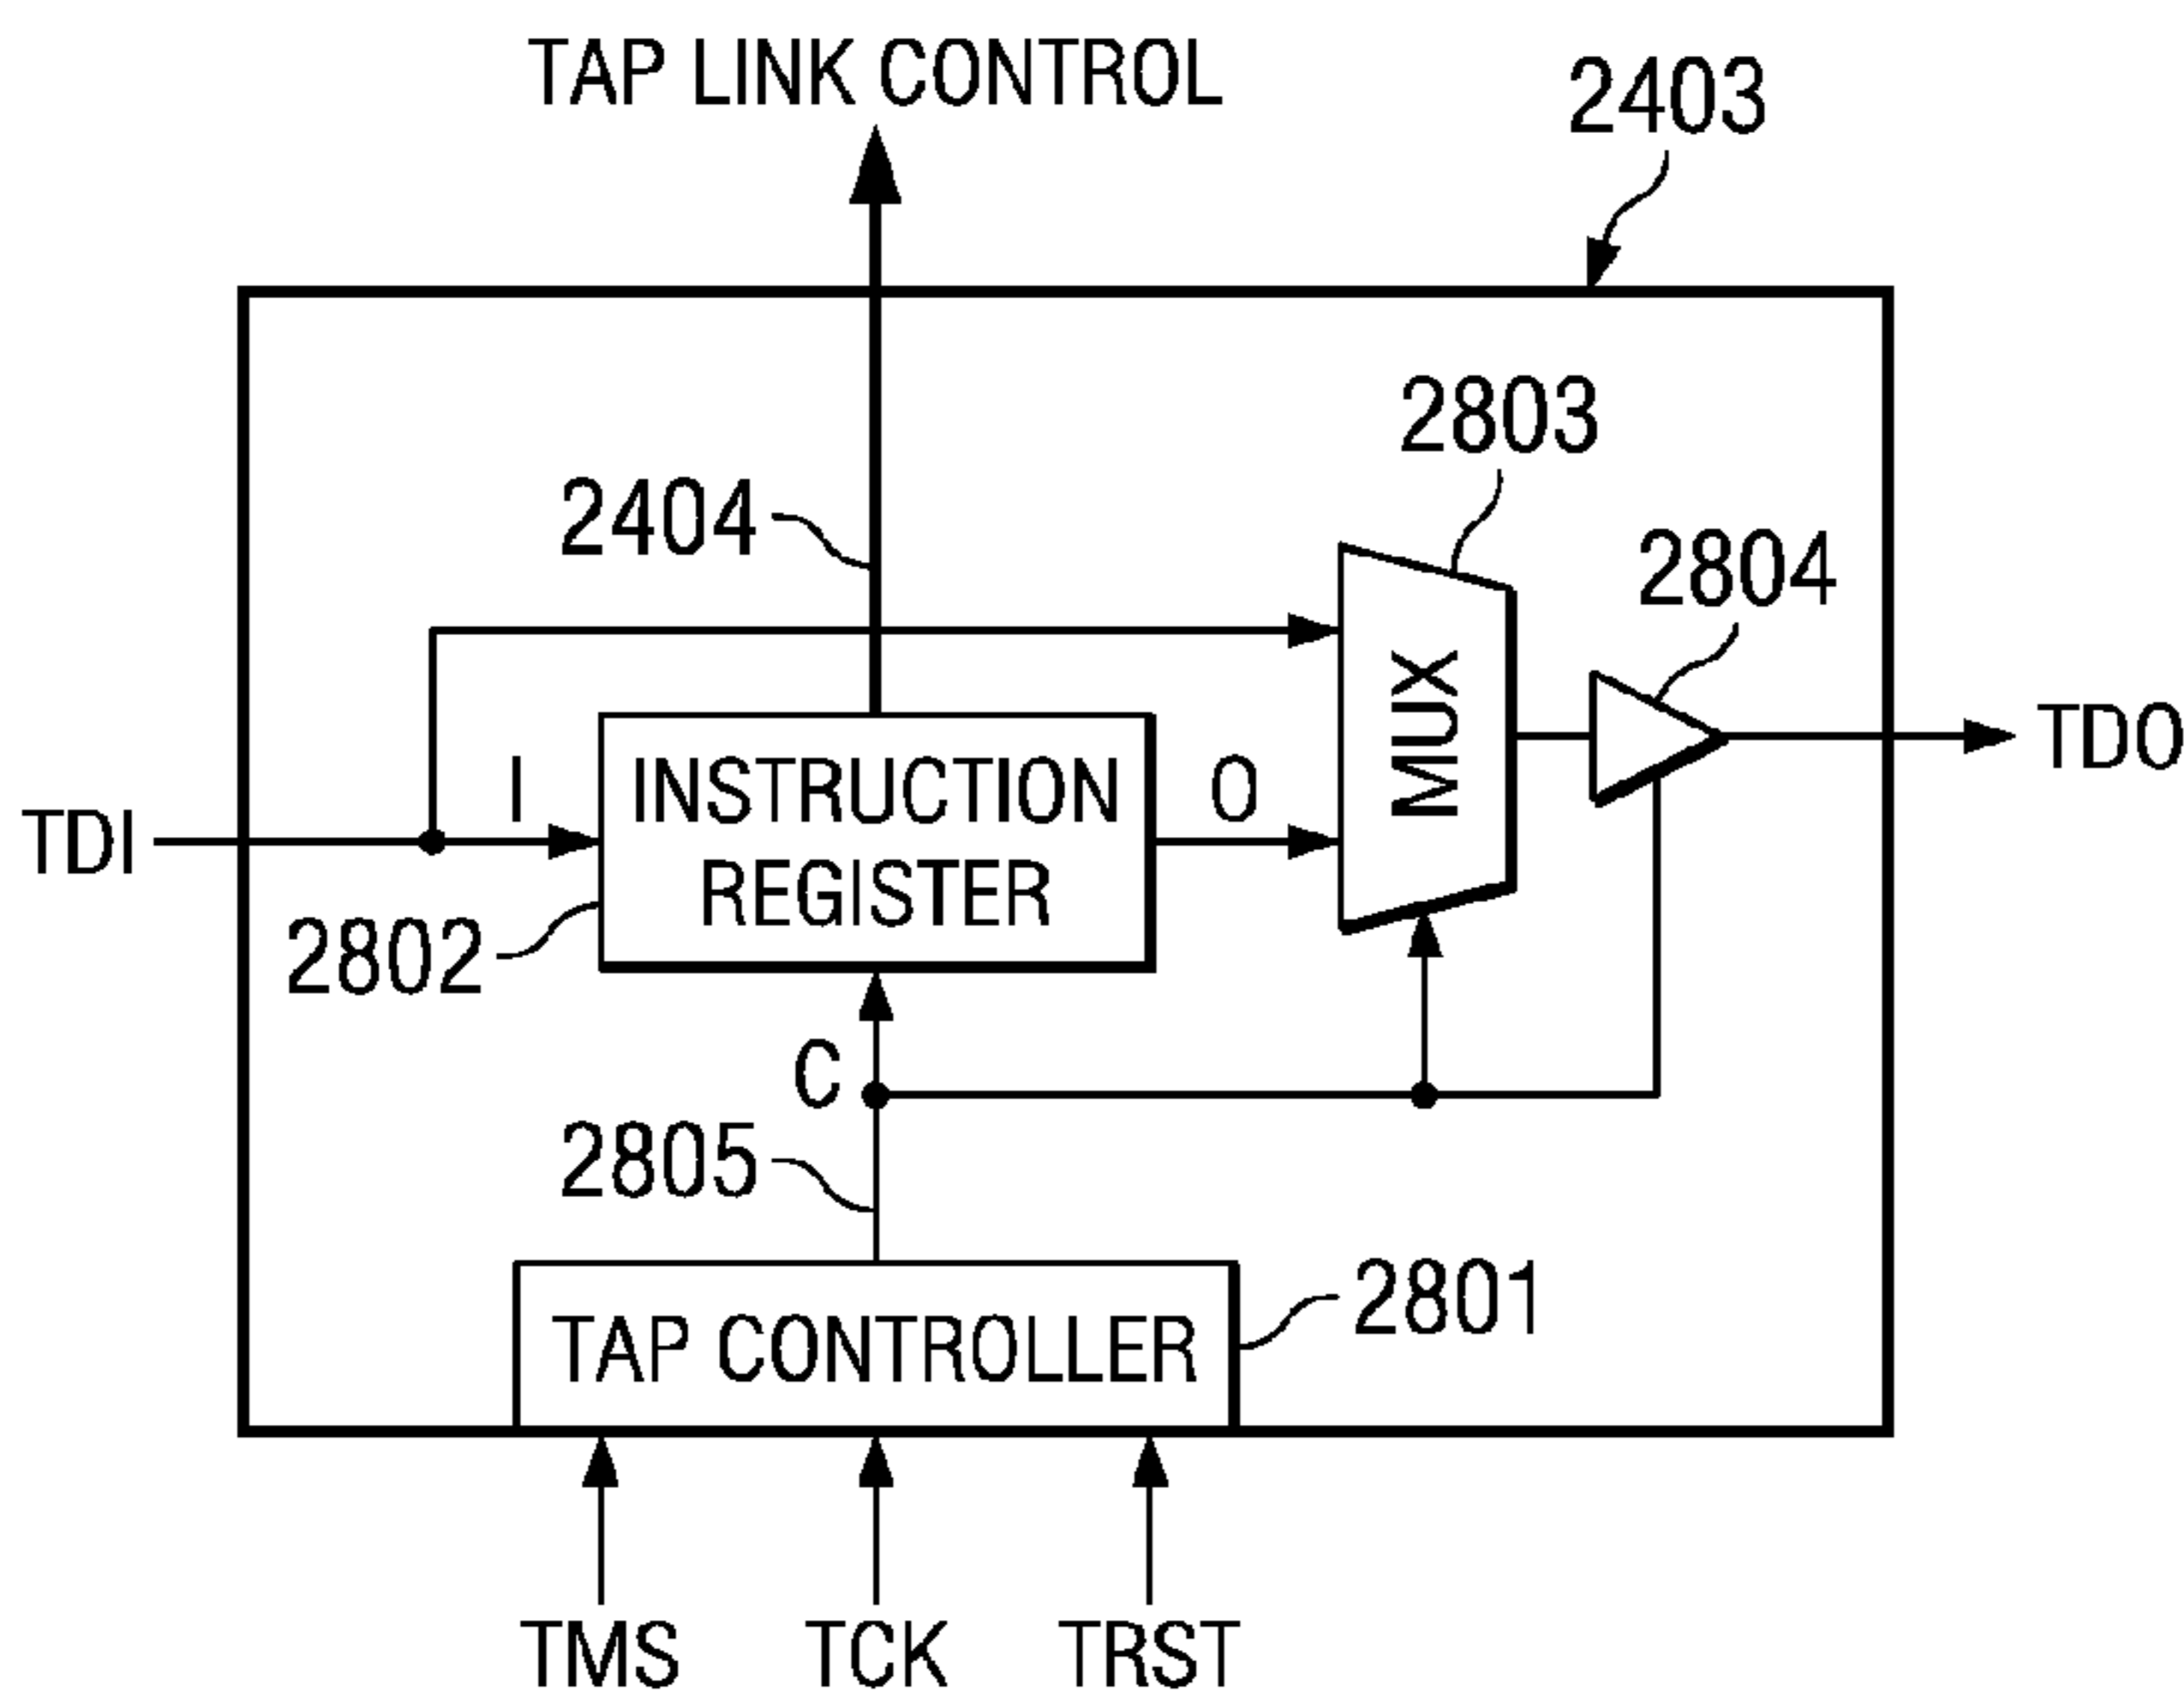 TAP LINK CONTROL
2403
2803
2404
2804
MUX
I
INSTRUCTION
REGISTER
O
TDO
TDI
2802
C
2805
2801
TAP CONTROLLER
TMS
TCK
TRST